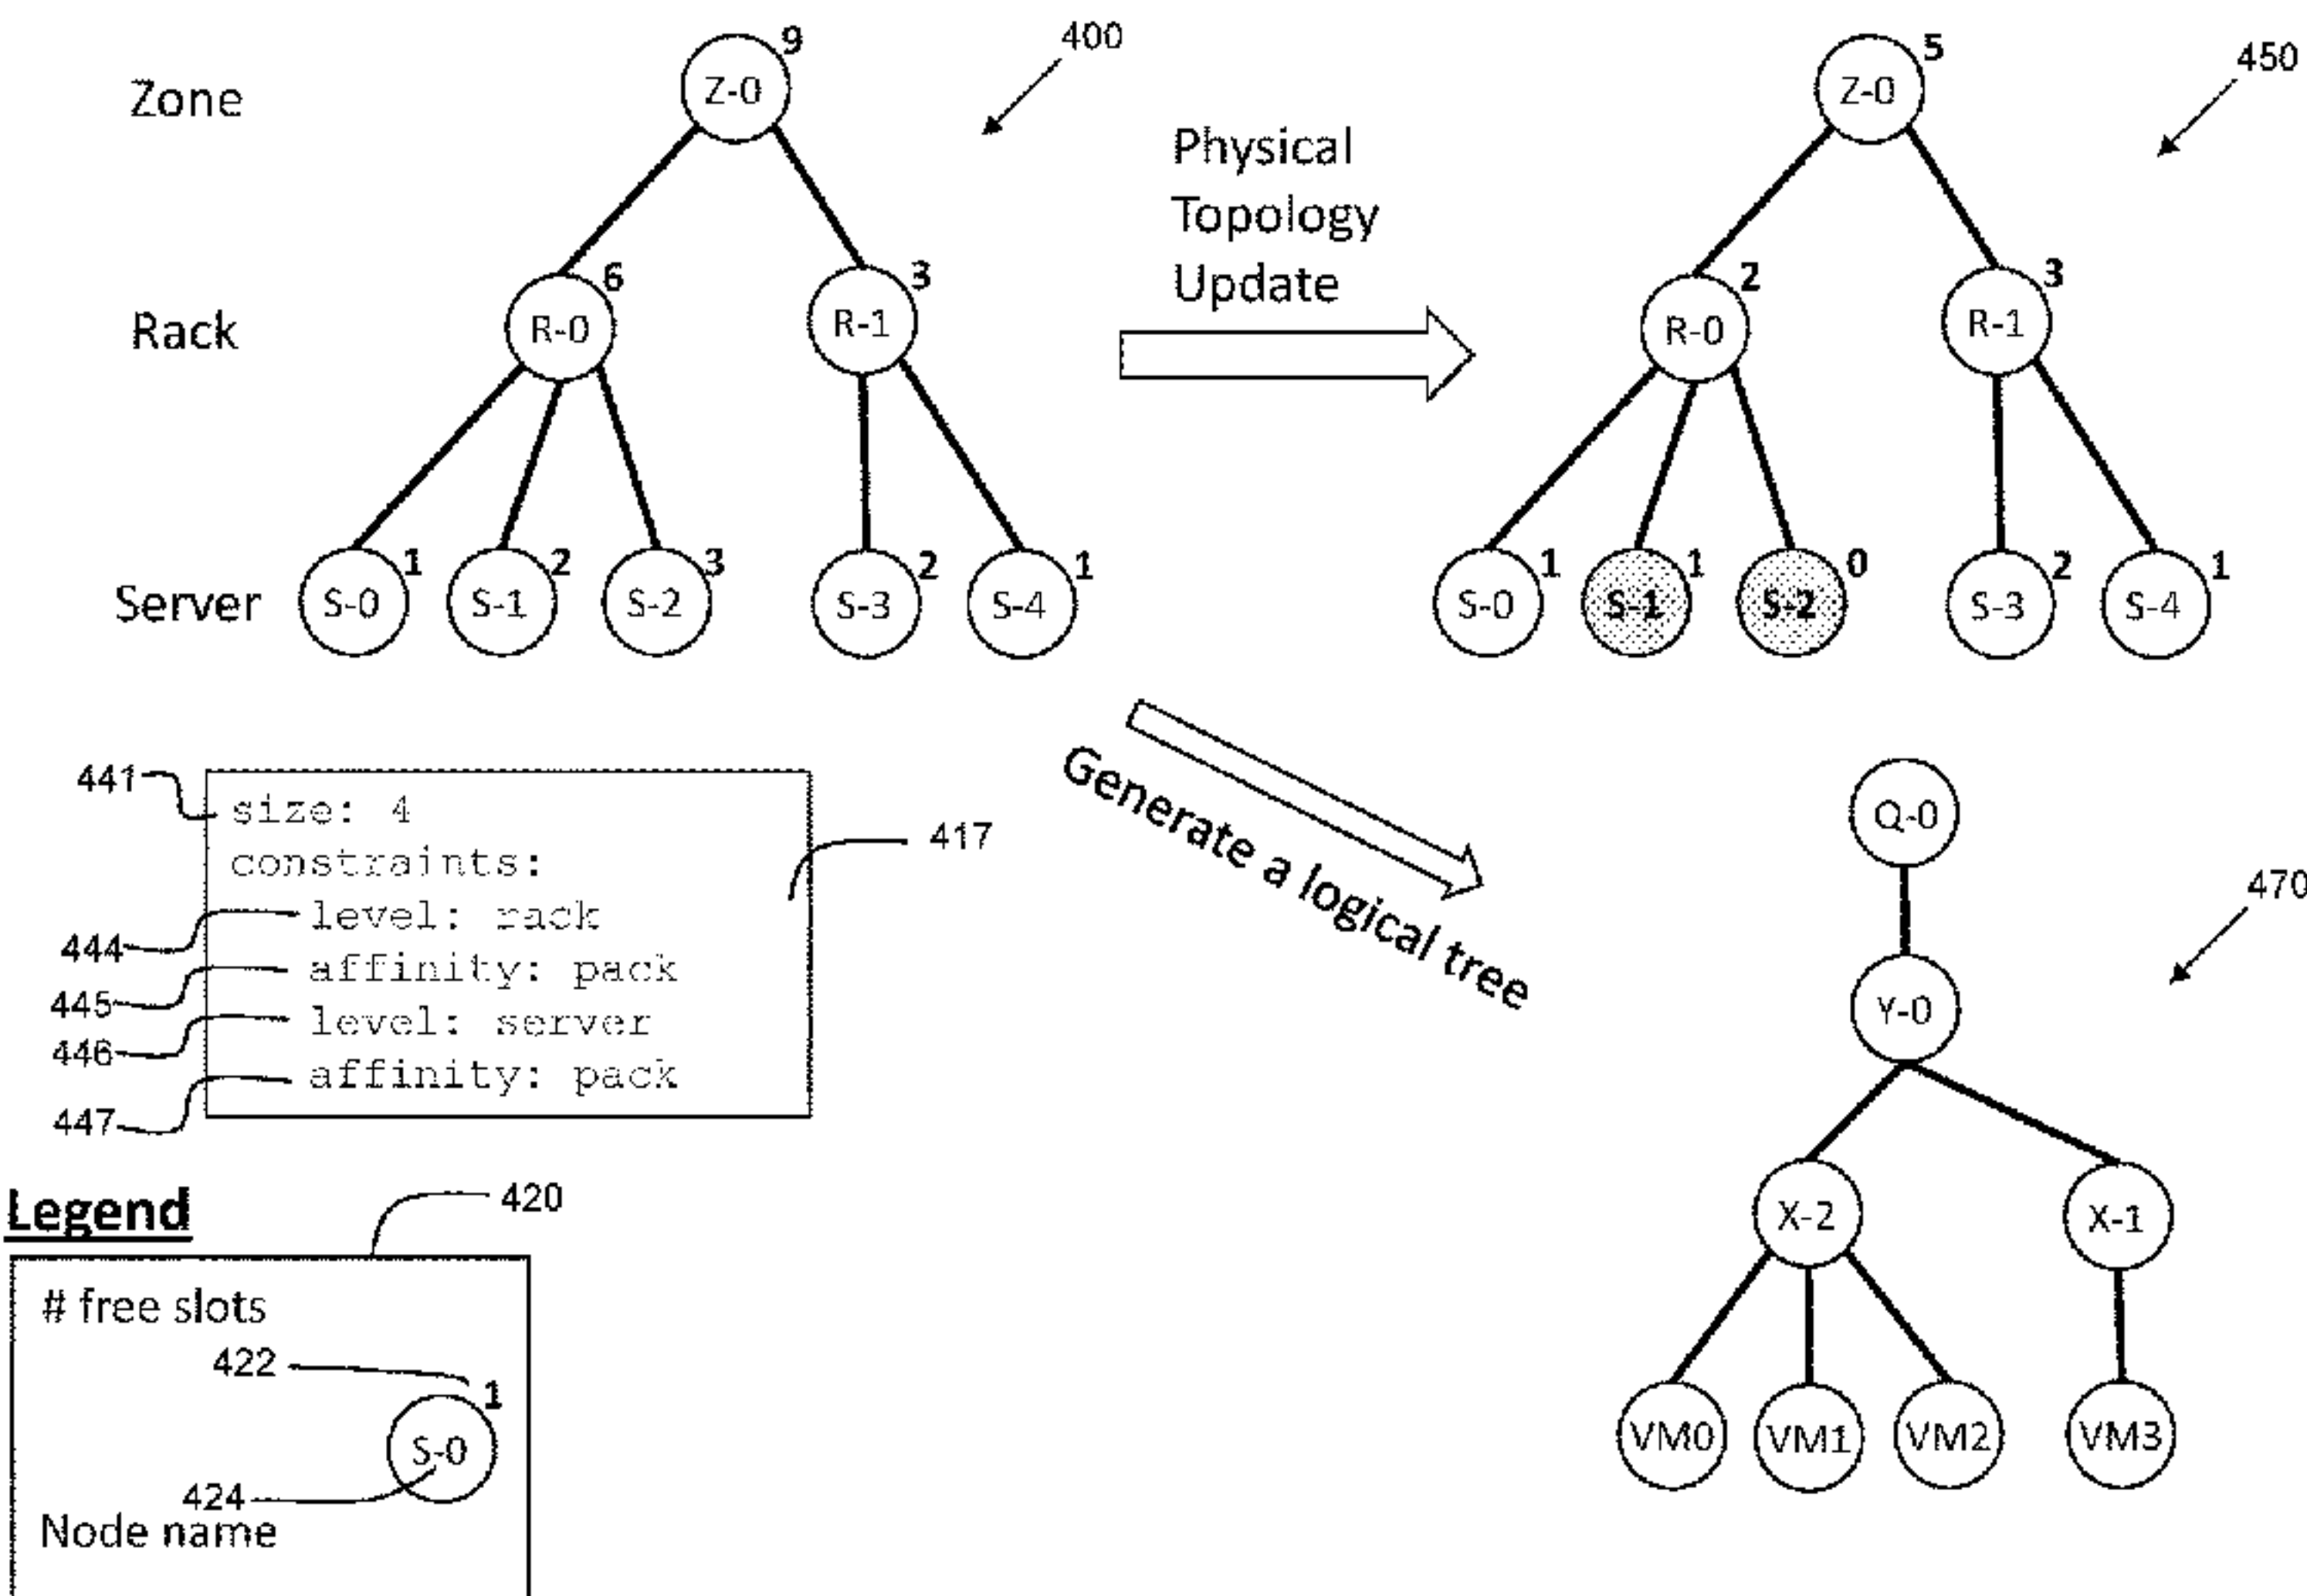 9
400
5
450
Zone
Z-0
Z-0
Physical
Topology
Update
6
3
2
3
Rack
R-0
R-1
R-0
R-1
1
2
3
2
1
1
1
0
2
1
Server
S-0
S-1
S-2
S-3
S-4
S-0
S-1
S-2
S-3
S-4
441
size: 4
constraints:
417
444
level: rack
445
affinity: pack
446
level: server
447
affinity: pack
Generate a logical tree
Q-0
470
Y-0
X-2
X-1
VM0
VM1
VM2
VM3
Legend
420
# free slots
422
1
S-0
424
Node name